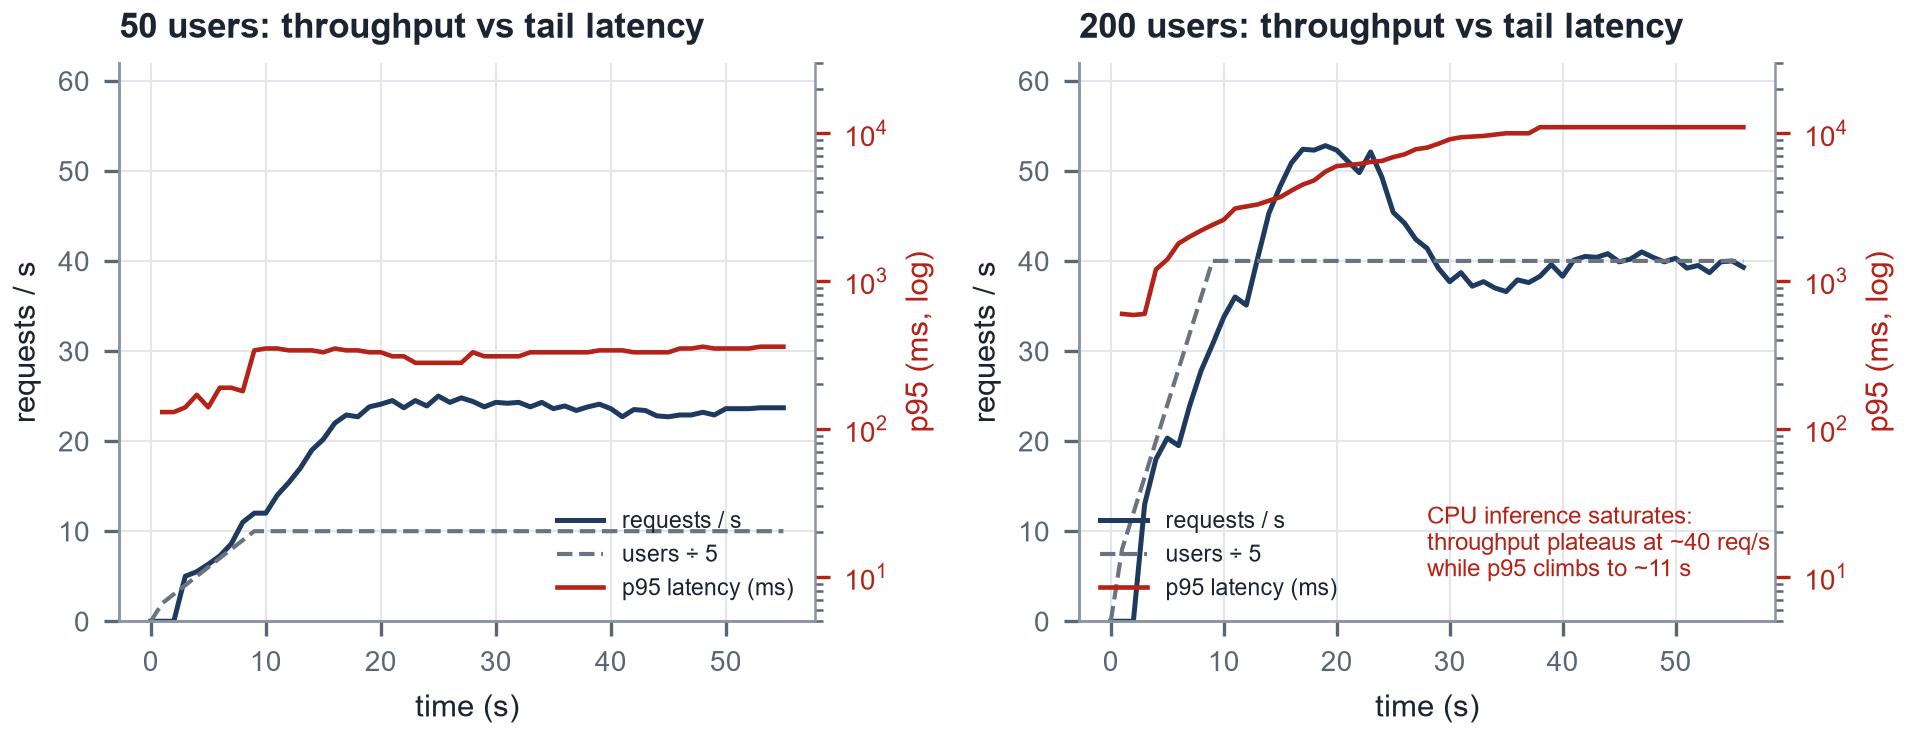 50 users: throughput vs tail latency
60
50
40
30
20
10
0
requests / s
10^4
10^3
10^2
10^1
p95 (ms, log)
requests / s
users ÷ 5
p95 latency (ms)
0 10 20 30 40 50
time (s)
200 users: throughput vs tail latency
60
50
40
30
20
10
0
requests / s
10^4
10^3
10^2
10^1
p95 (ms, log)
requests / s
users ÷ 5
p95 latency (ms)
CPU inference saturates:
throughput plateaus at ~40 req/s
while p95 climbs to ~11 s
0 10 20 30 40 50
time (s)